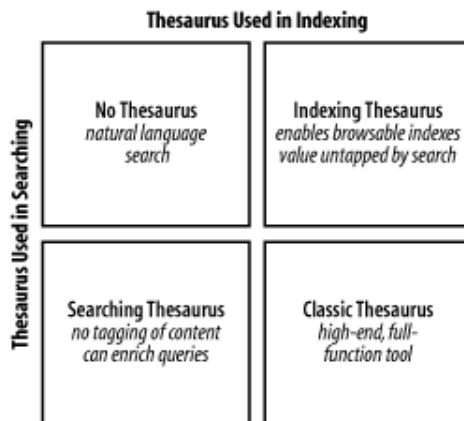 Thesaurus Used in Indexing
Thesaurus Used in Searching
No Thesaurus
natural language
search
Indexing Thesaurus
enables browsable indexes
value untapped by search
Searching Thesaurus
no tagging of content
can enrich queries
Classic Thesaurus
high-end, full-
function tool